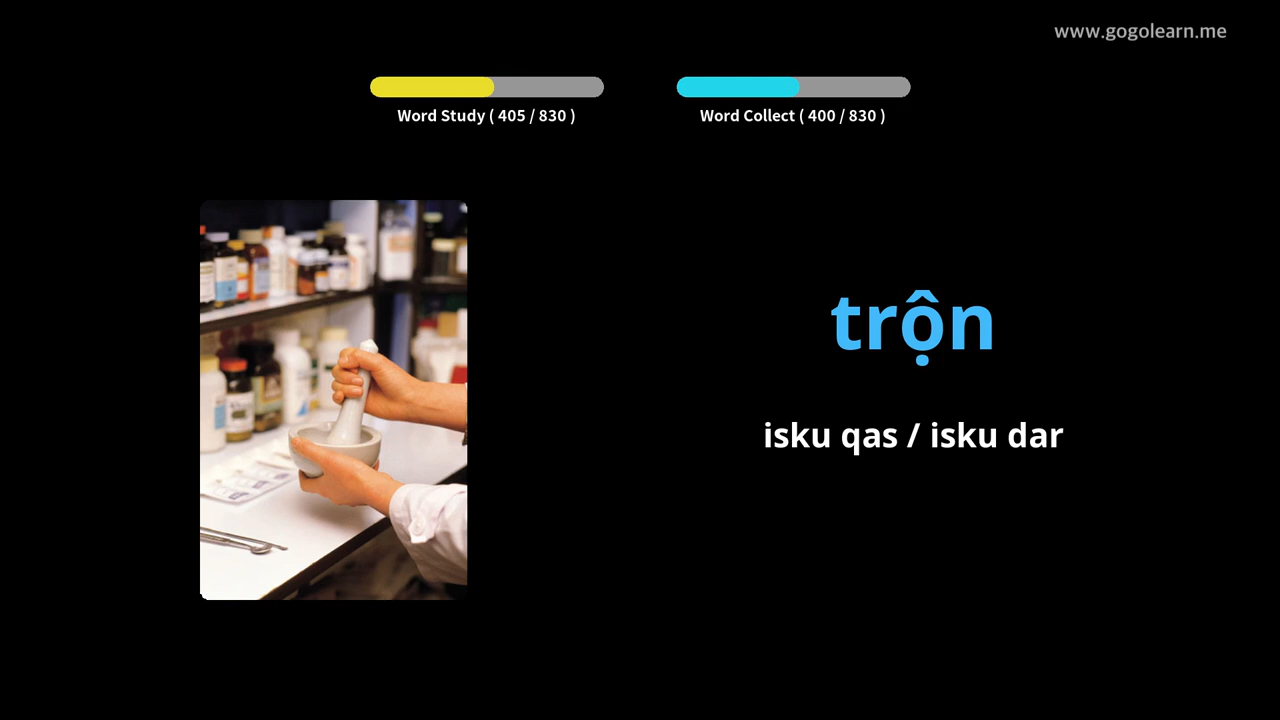 www.gogolearn.me
Word Study ( 405 / 830 )
Word Collect ( 400 / 830 )
trộn
isku qas / isku dar